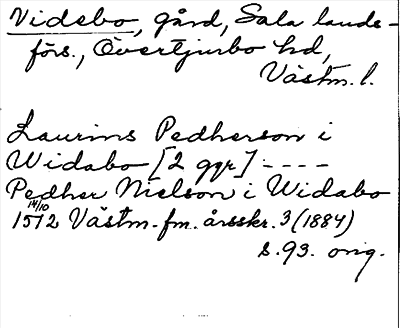 Videbo, gård, Sala lands-
förs., Övertjurbo hd,
Västm. l.
Laurins Pedherson i
Widabo [2 ggr] - - - -
Pedher Nielson i Widabo
14/10
1512 Västm. fm. årsskr. 3 (1884)
s. 93. orig.